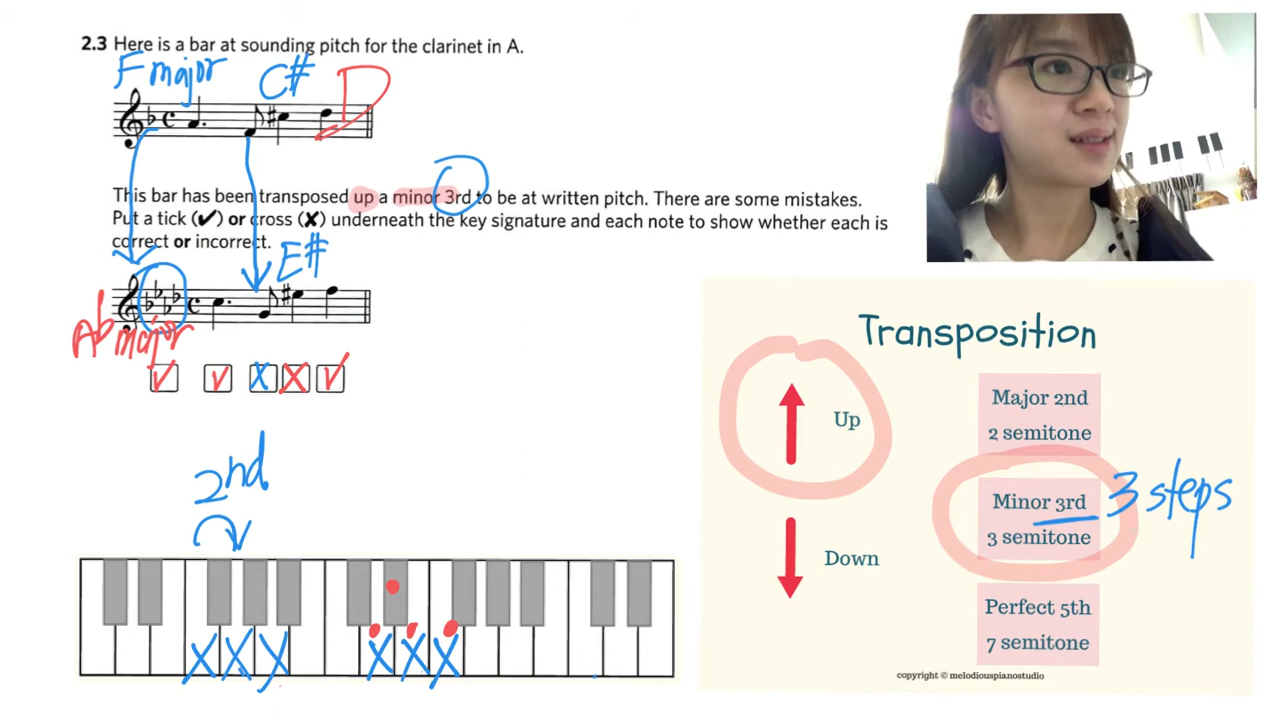 2.3 Here is a bar at sounding pitch for the clarinet in A.
F major
C#
D
This bar has been transposed up a minor 3rd to be at written pitch. There are some mistakes.
Put a tick (✔) or cross (✘) underneath the key signature and each note to show whether each is
correct or incorrect.
E#
Ab major
✓ ✓ X X ✓
2nd
X X X X X X
Transposition
Up
Down
Major 2nd
2 semitone
Minor 3rd
3 semitone
3 steps
Perfect 5th
7 semitone
copyright © melodiouspianostudio